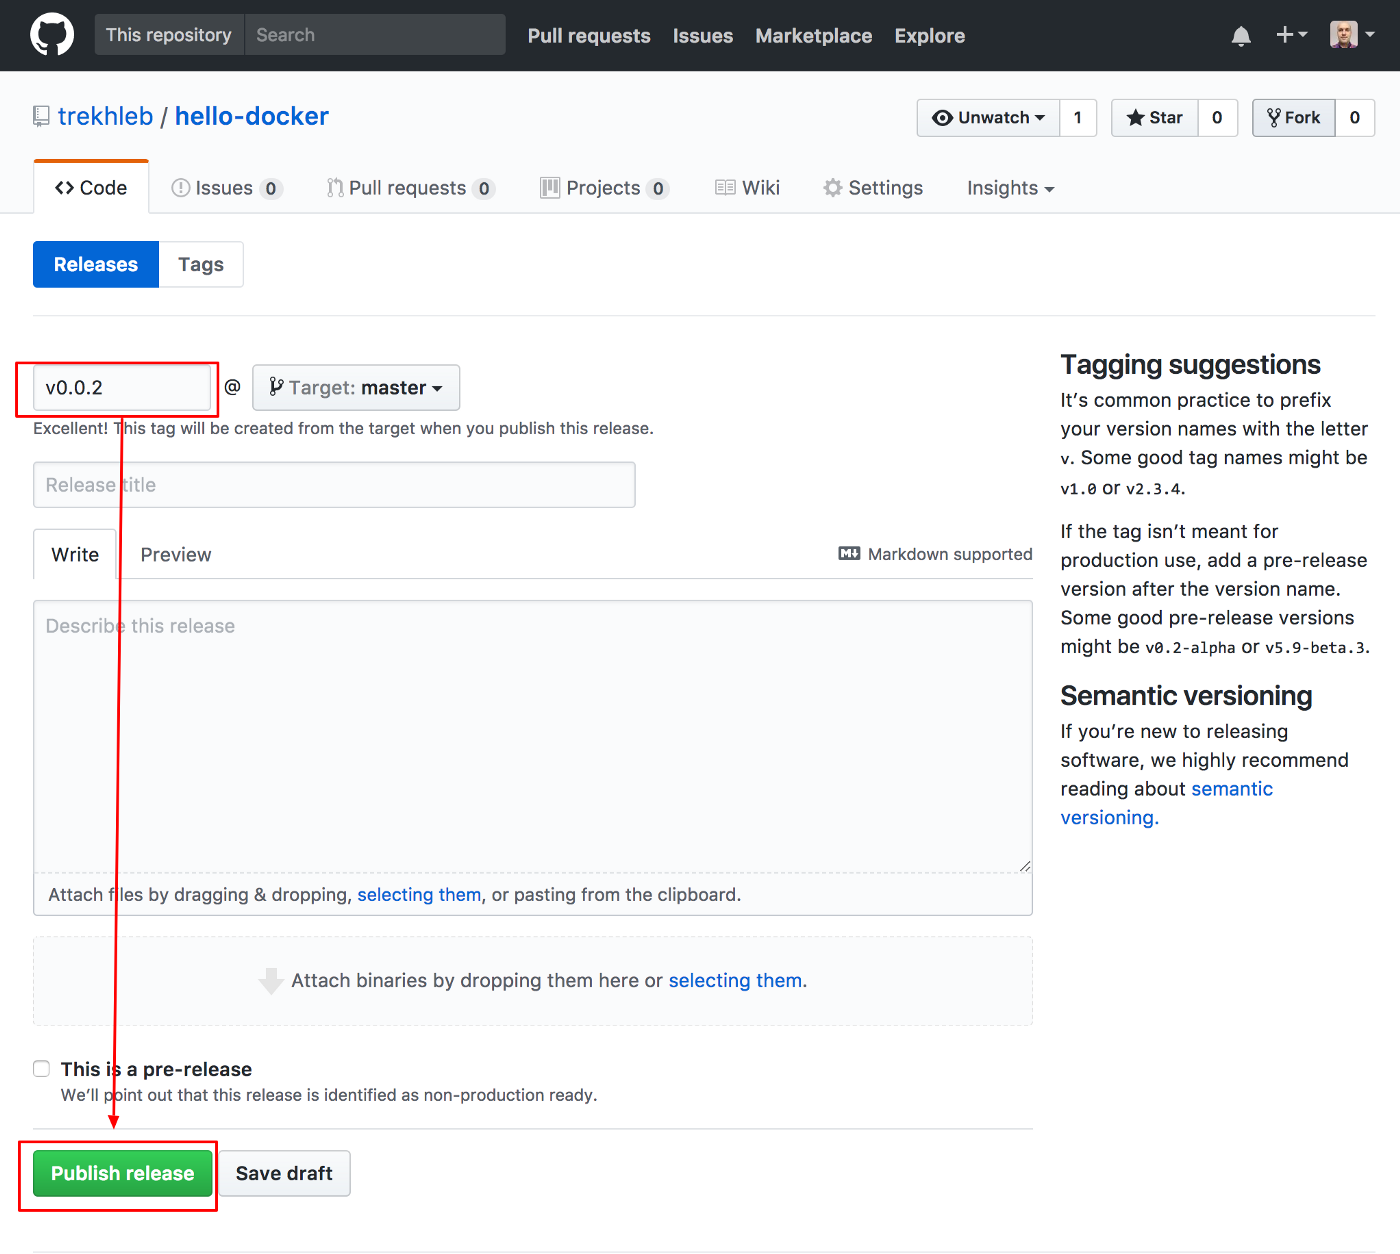 This repository Search Pull requests Issues Marketplace Explore
trekhleb / hello-docker Unwatch 1 Star 0 Fork 0
Code Issues 0 Pull requests 0 Projects 0 Wiki Settings Insights
Releases Tags
v0.0.2 @ Target: master
Excellent! This tag will be created from the target when you publish this release.
Release title
Write Preview Markdown supported
Describe this release
Attach files by dragging & dropping, selecting them, or pasting from the clipboard.
Attach binaries by dropping them here or selecting them.
This is a pre-release
We’ll point out that this release is identified as non-production ready.
Publish release Save draft
Tagging suggestions
It’s common practice to prefix
your version names with the letter
v. Some good tag names might be
v1.0 or v2.3.4.
If the tag isn’t meant for
production use, add a pre-release
version after the version name.
Some good pre-release versions
might be v0.2-alpha or v5.9-beta.3.
Semantic versioning
If you’re new to releasing
software, we highly recommend
reading about semantic
versioning.